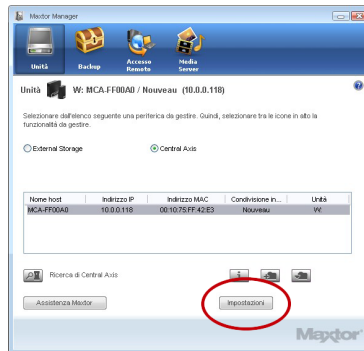 Maxtor Manager
Unità
Backup
Accesso Remoto
Media Server
Unità W: MCA-FF00A0 / Nouveau (10.0.0.118)
Selezionare dall'elenco seguente una periferica da gestire. Quindi, selezionare tra le icone in alto la
funzionalità da gestire.
External Storage Central Axis
Nome host Indirizzo IP Indirizzo MAC Condivisione in... Unità
MCA-FF00A0 10.0.0.118 00:10:75:FF:42:E3 Nouveau W:
Ricerca di Central Axis
Assistenza Maxtor Impostazioni
Maxtor